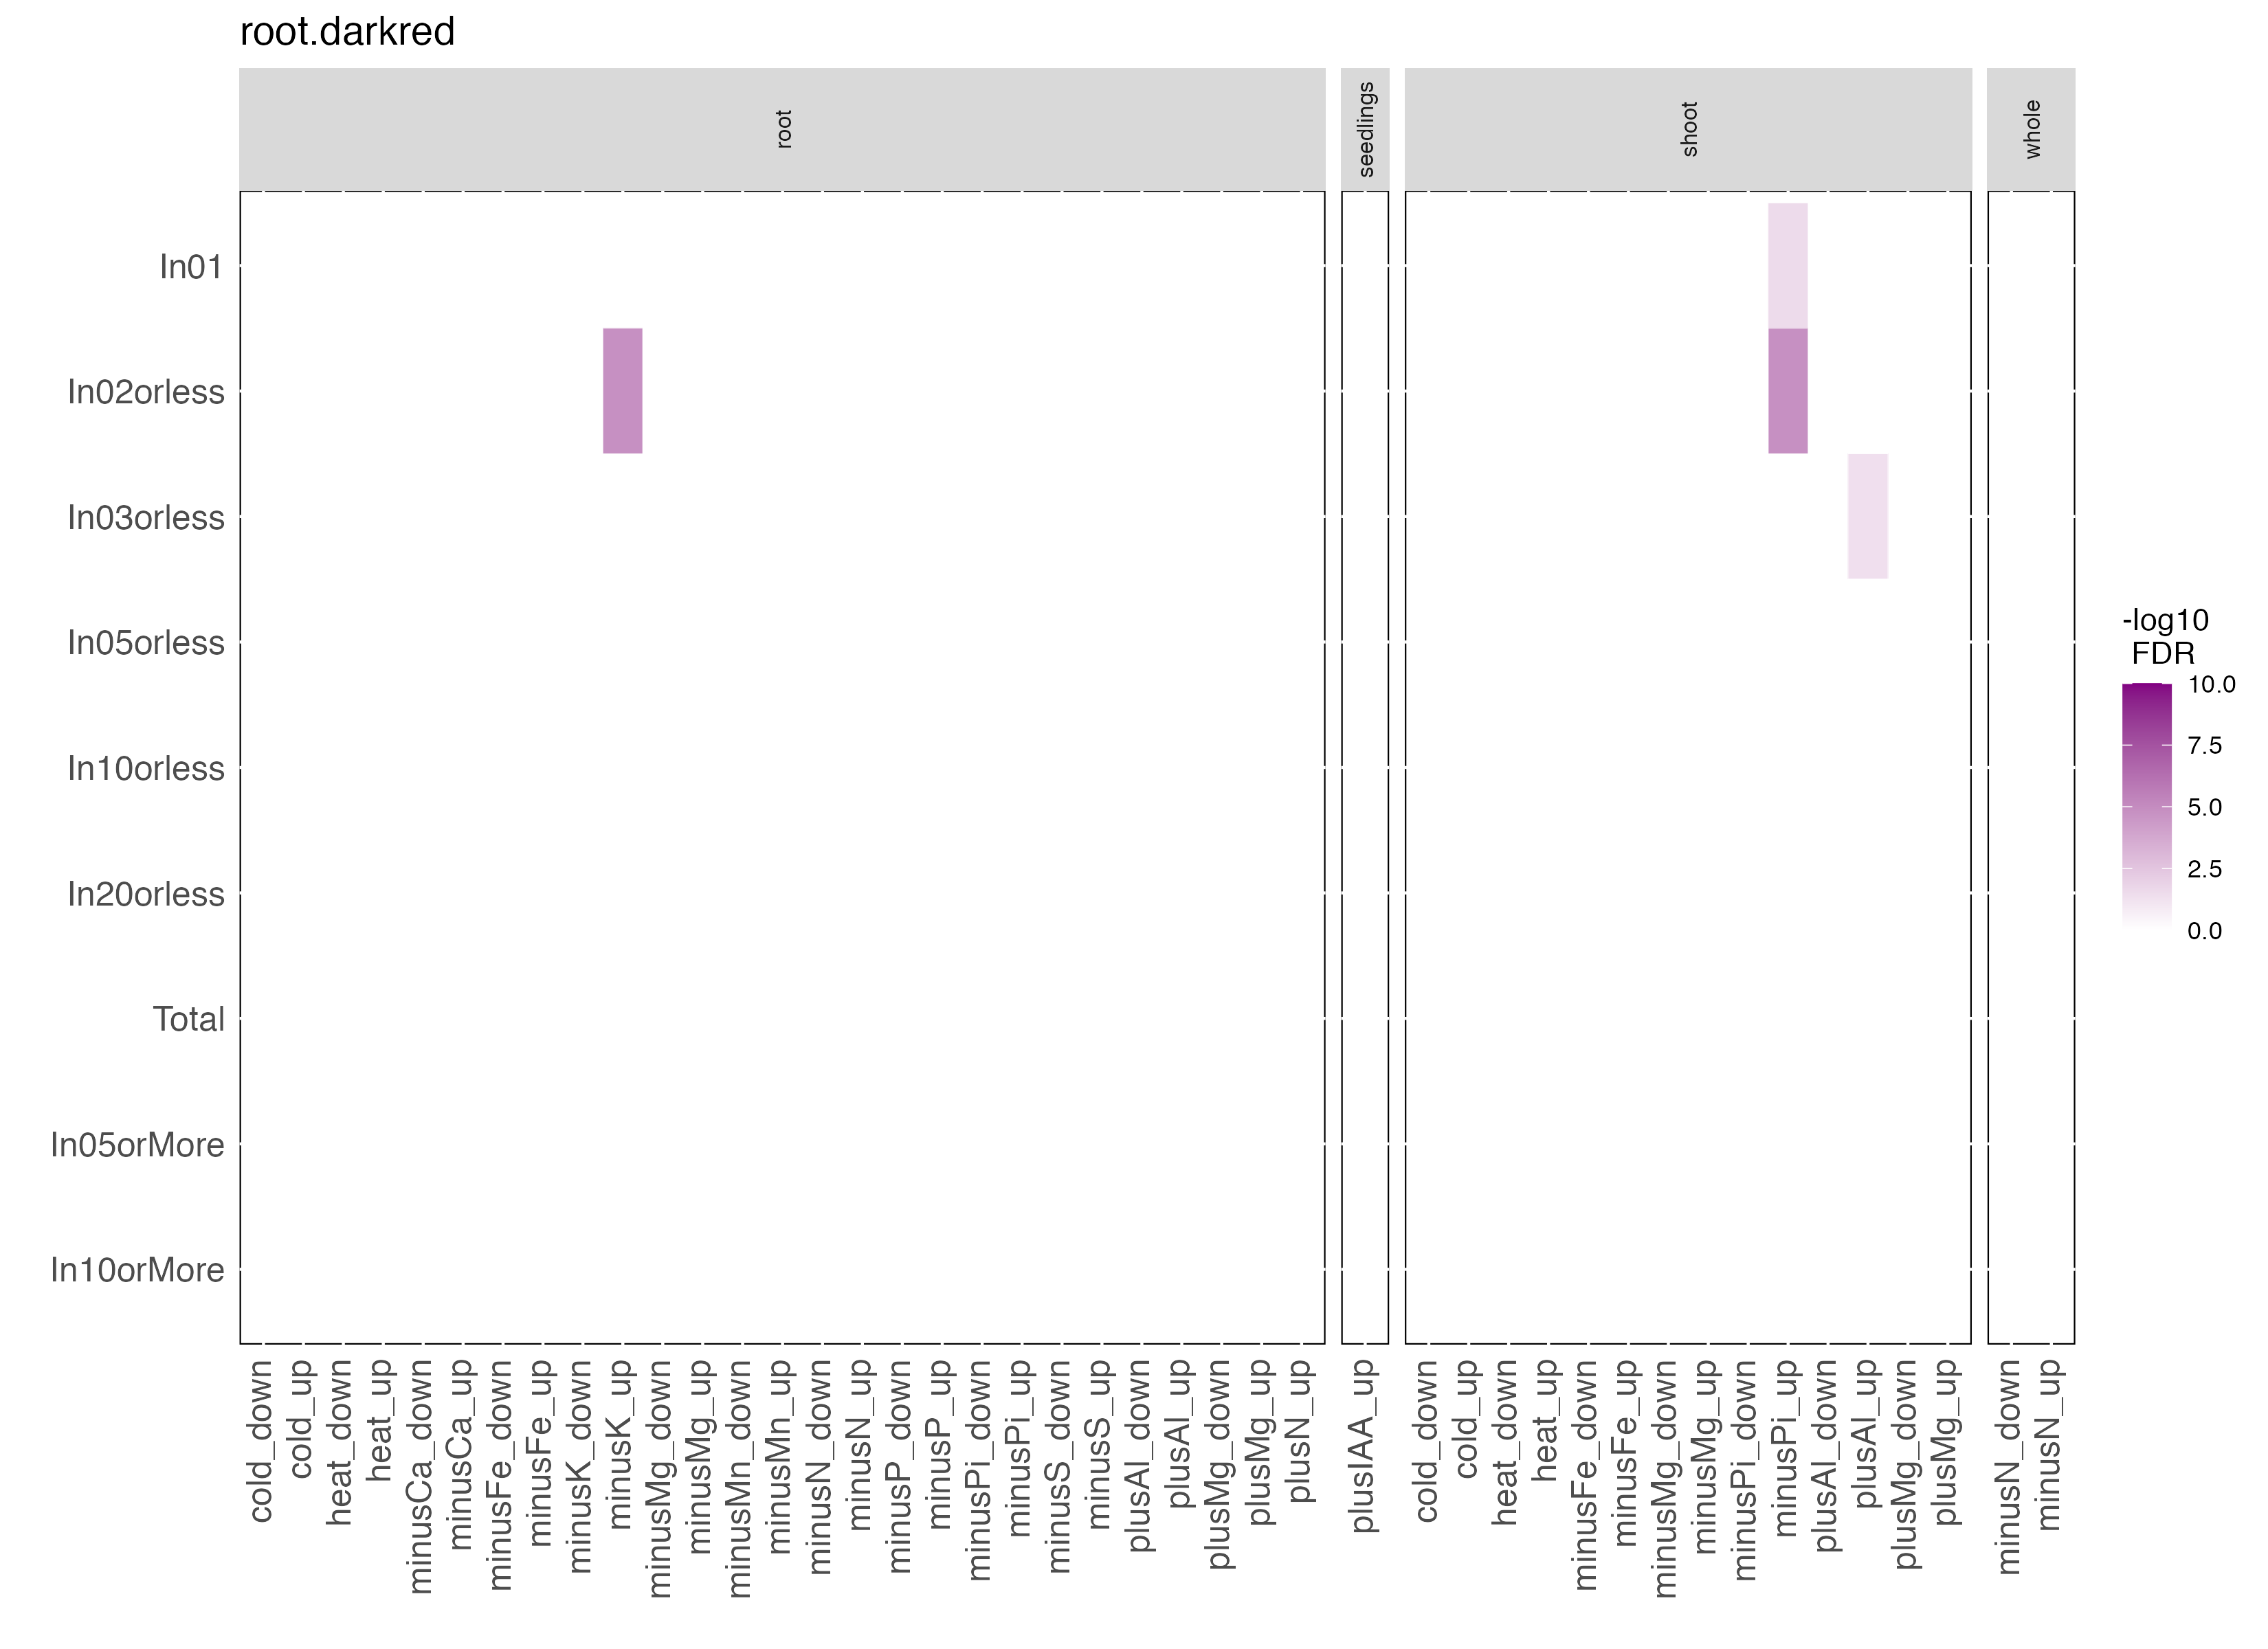 root.darkred
root
seedlings
shoot
whole
In01
In02orless
In03orless
In05orless
In10orless
In20orless
Total
In05orMore
In10orMore
-log10
FDR
10.0
7.5
5.0
2.5
0.0
cold_down
cold_up
heat_down
heat_up
minusCa_down
minusCa_up
minusFe_down
minusFe_up
minusK_down
minusK_up
minusMg_down
minusMg_up
minusMn_down
minusMn_up
minusN_down
minusN_up
minusP_down
minusP_up
minusPi_down
minusPi_up
minusS_down
minusS_up
plusAl_down
plusAl_up
plusMg_down
plusMg_up
plusN_up
plusIAA_up
cold_down
cold_up
heat_down
heat_up
minusFe_down
minusFe_up
minusMg_down
minusMg_up
minusPi_down
minusPi_up
plusAl_down
plusAl_up
plusMg_down
plusMg_up
minusN_down
minusN_up